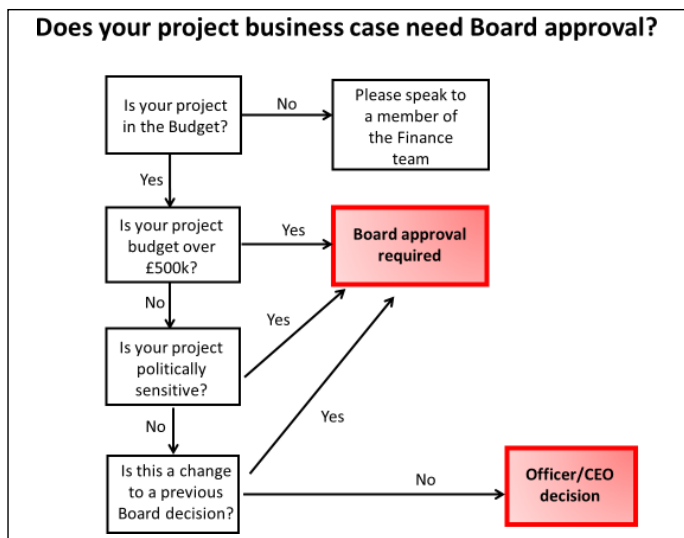 Does your project business case need Board approval?
Is your project
in the Budget?
No
Please speak to
a member of
the Finance
team
Yes
Is your project
budget over
£500k?
Yes
Board approval
required
No
Yes
Is your project
politically
sensitive?
No
Yes
Is this a change
to a previous
Board decision?
No
Officer/CEO
decision